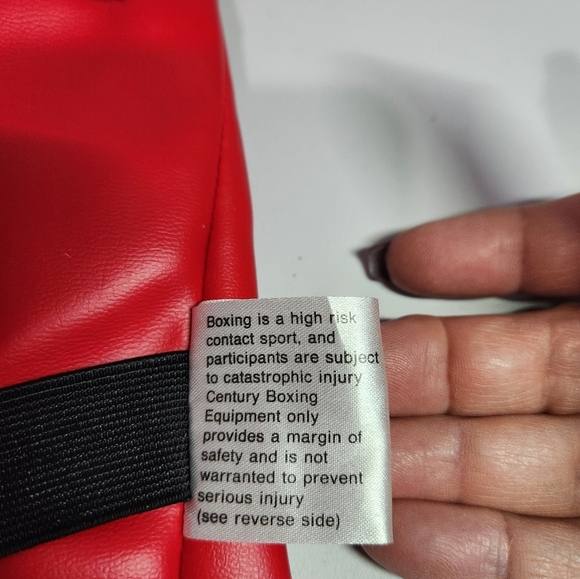 Boxing is a high risk
contact sport, and
participants are subject
to catastrophic injury
Century Boxing
Equipment only
provides a margin of
safety and is not
warranted to prevent
serious injury
(see reverse side)